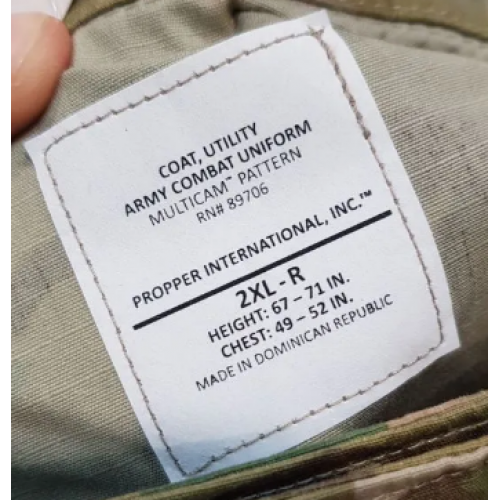 COAT, UTILITY
ARMY COMBAT UNIFORM
MULTICAM™ PATTERN
RN# 89706
PROPPER INTERNATIONAL, INC.™
2XL - R
HEIGHT: 67 – 71 IN.
CHEST: 49 – 52 IN.
MADE IN DOMINICAN REPUBLIC